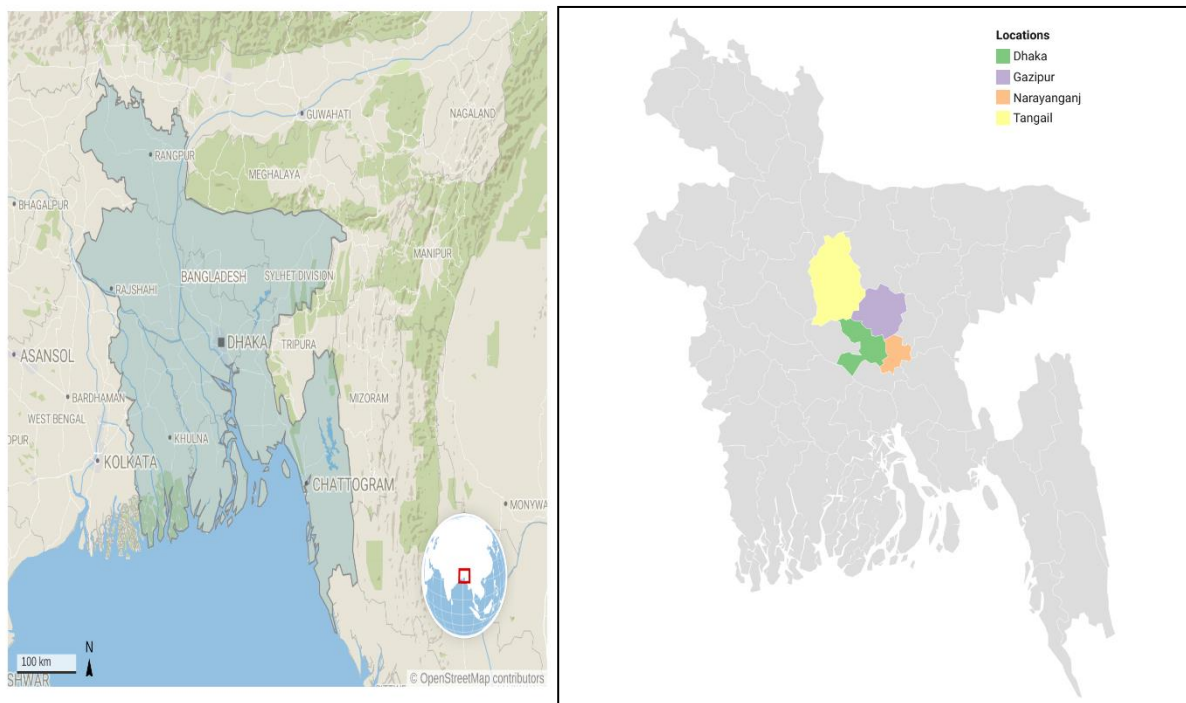 GUWAHATI
NAGALAND
RANGPUR
MEGHALAYA
BHAGALPUR
MANIPUR
BANGLADESH
SYLHET DIVISION
RAJSHAHI
DHAKA
TRIPURA
ASANSOL
MIZORAM
BARDHAMAN
WEST BENGAL
OPUR
KHULNA
KOLKATA
CHATTOGRAM
MONYWA
N
100 km
SHWAR
© OpenStreetMap contributors
Locations
Dhaka
Gazipur
Narayanganj
Tangail